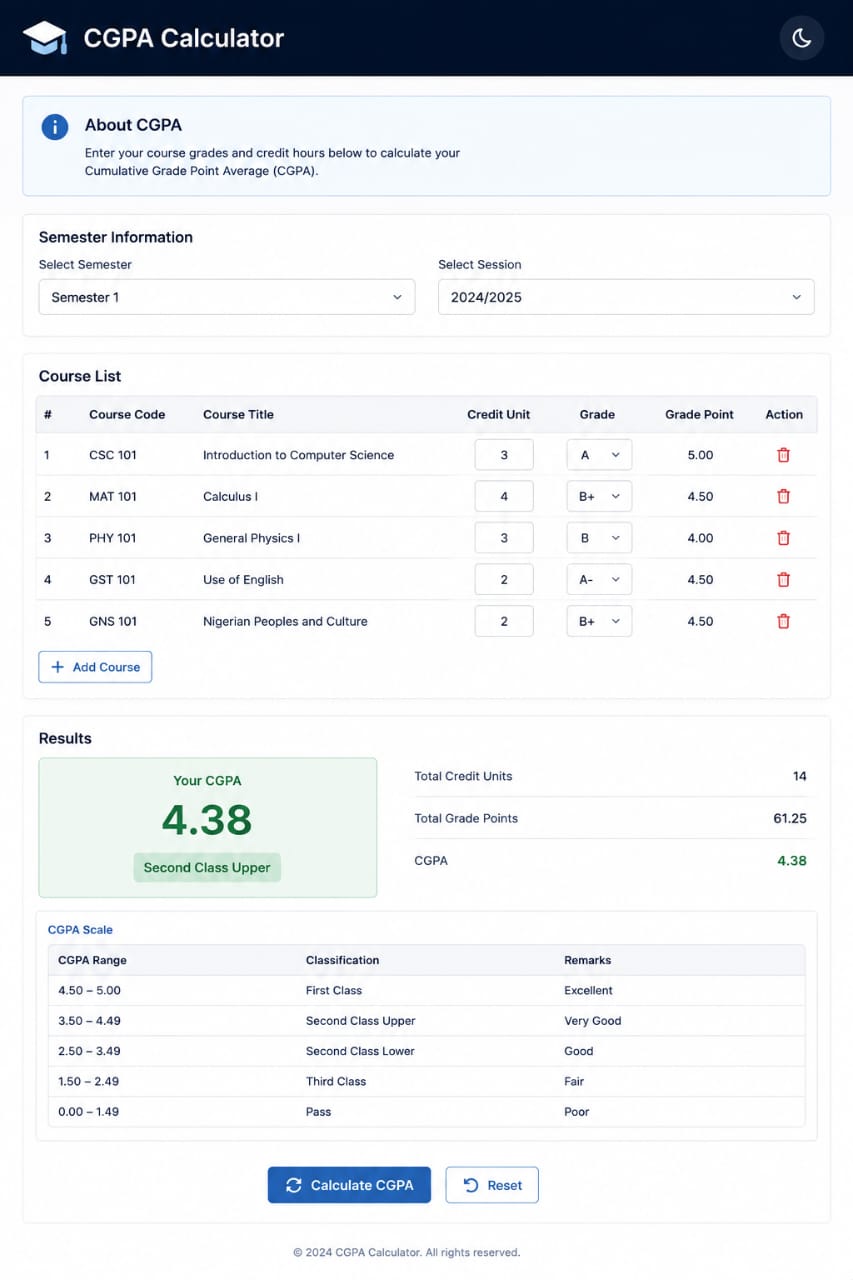 CGPA Calculator
About CGPA
Enter your course grades and credit hours below to calculate your
Cumulative Grade Point Average (CGPA).
Semester Information
Select Semester Select Session
Semester 1 2024/2025
Course List
# Course Code Course Title Credit Unit Grade Grade Point Action
1 CSC 101 Introduction to Computer Science 3 A 5.00
2 MAT 101 Calculus I 4 B+ 4.50
3 PHY 101 General Physics I 3 B 4.00
4 GST 101 Use of English 2 A- 4.50
5 GNS 101 Nigerian Peoples and Culture 2 B+ 4.50
+ Add Course
Results
Your CGPA
4.38
Second Class Upper
Total Credit Units 14
Total Grade Points 61.25
CGPA 4.38
CGPA Scale
CGPA Range Classification Remarks
4.50 – 5.00 First Class Excellent
3.50 – 4.49 Second Class Upper Very Good
2.50 – 3.49 Second Class Lower Good
1.50 – 2.49 Third Class Fair
0.00 – 1.49 Pass Poor
Calculate CGPA Reset
© 2024 CGPA Calculator. All rights reserved.